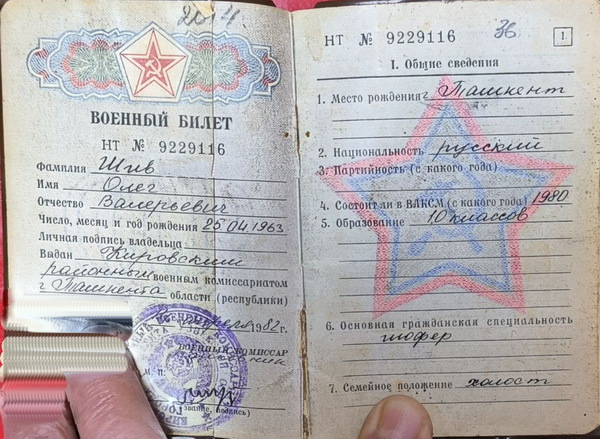 2014.
ВОЕННЫЙ БИЛЕТ
НТ № 9229116
Фамилия Шив
Имя Олег
Отчество Валерьевич
Число, месяц и год рождения 25.04.1963
Личная подпись владельца
Выдан Кировским
районным военным комиссариатом
г Ташкента области (республики)
1982 г.
ВОЕННЫЙ КОМИССАР
М. П.
(звание, подпись)
НТ № 9229116 36 1
I. Общие сведения
1. Место рождения г. Ташкент
2. Национальность русский
3. Партийность (с какого года)
4. Состоит ли в ВЛКСМ (с какого года) 1980
5. Образование 10 классов
6. Основная гражданская специальность
шофер
7. Семейное положение холост